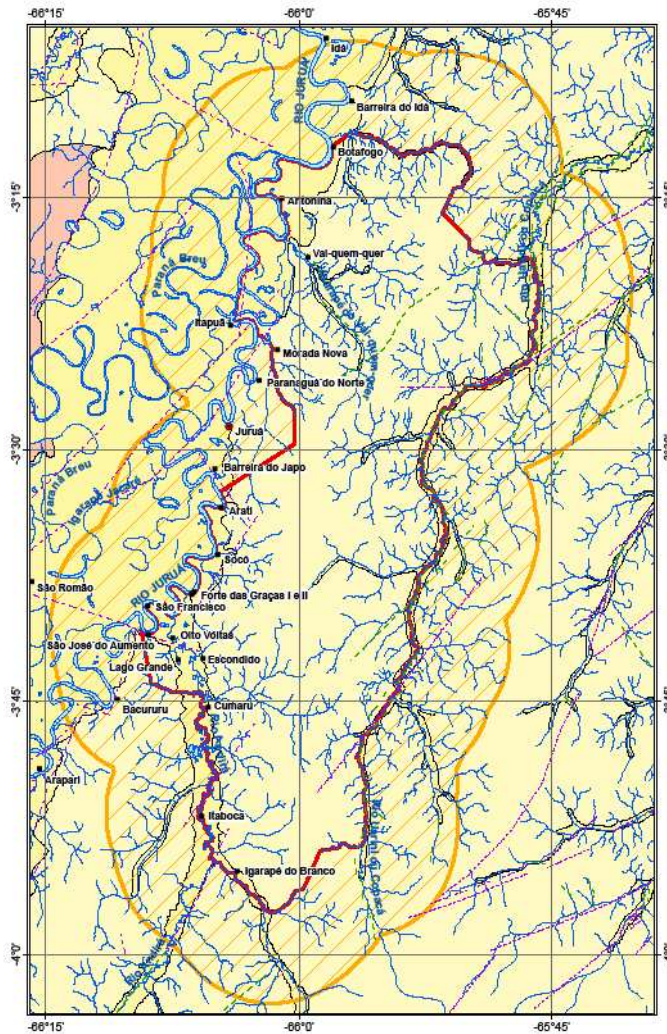 -66°15'
-66°0'
-65°45'
Idá
RIO JURUÁ
Barreira do Idá
Botafogo
-3°15'
Antonina
Paraná Breu
Vai-quem-quer
Itapuã
Morada Nova
Paranaguá do Norte
Juruá
-3°30'
Barreira do Japo
Paraná Breu
Igarapé Jacaré
Arati
Socó
São Romão
RIO JURUÁ
Forte das Graças I e II
São Francisco
São José do Aumento
Oito Voltas
Lago Grande
Escondido
-3°45'
Bacururu
Cumaru
Arapari
Itaboca
Igarapé do Branco
-66°15'
-66°0'
-65°45'